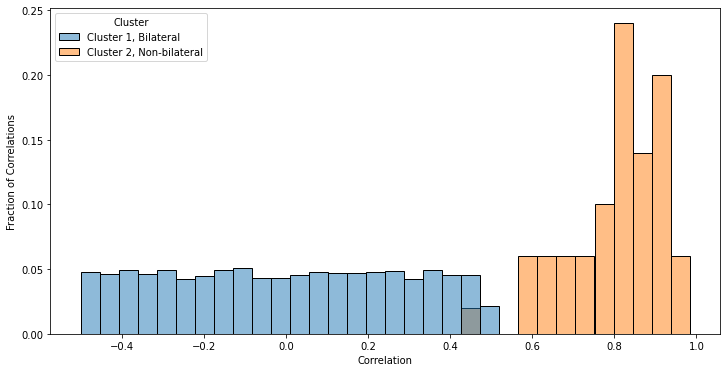 0.25
0.20
0.15
0.10
0.05
0.00
Fraction of Correlations
Cluster
Cluster 1, Bilateral
Cluster 2, Non-bilateral
−0.4
−0.2
0.0
0.2
0.4
0.6
0.8
1.0
Correlation